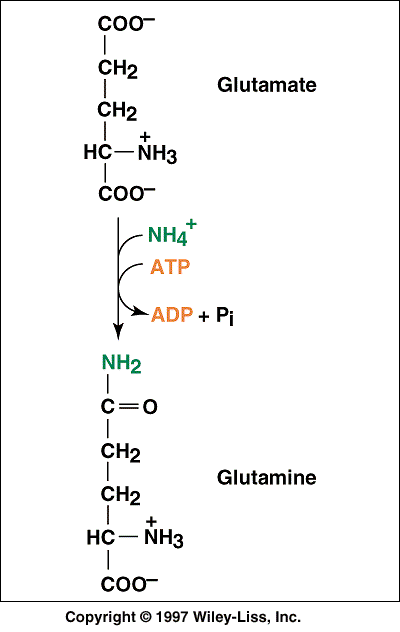 COO–
CH2
Glutamate
CH2
+
HC–NH3
COO–
NH4+
ATP
ADP + Pi
NH2
C=O
CH2
Glutamine
CH2
+
HC–NH3
COO–
Copyright © 1997 Wiley-Liss, Inc.